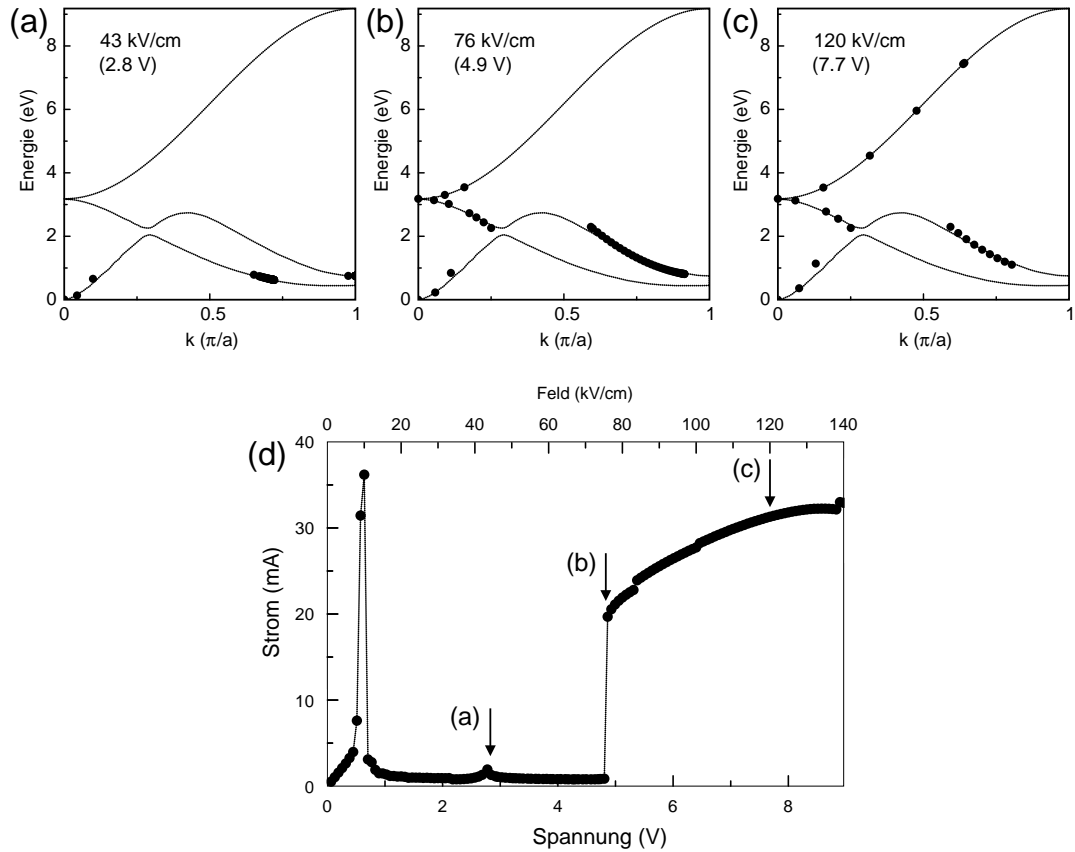 (a)
43 kV/cm
(2.8 V)
Energie (eV)
8
6
4
2
0
0
0.5
1
k (π/a)
(b)
76 kV/cm
(4.9 V)
Energie (eV)
8
6
4
2
0
0
0.5
1
k (π/a)
(c)
120 kV/cm
(7.7 V)
Energie (eV)
8
6
4
2
0
0
0.5
1
k (π/a)
Feld (kV/cm)
0 20 40 60 80 100 120 140
(d)
40
30
20
10
0
Strom (mA)
(a)
(b)
(c)
0 2 4 6 8
Spannung (V)